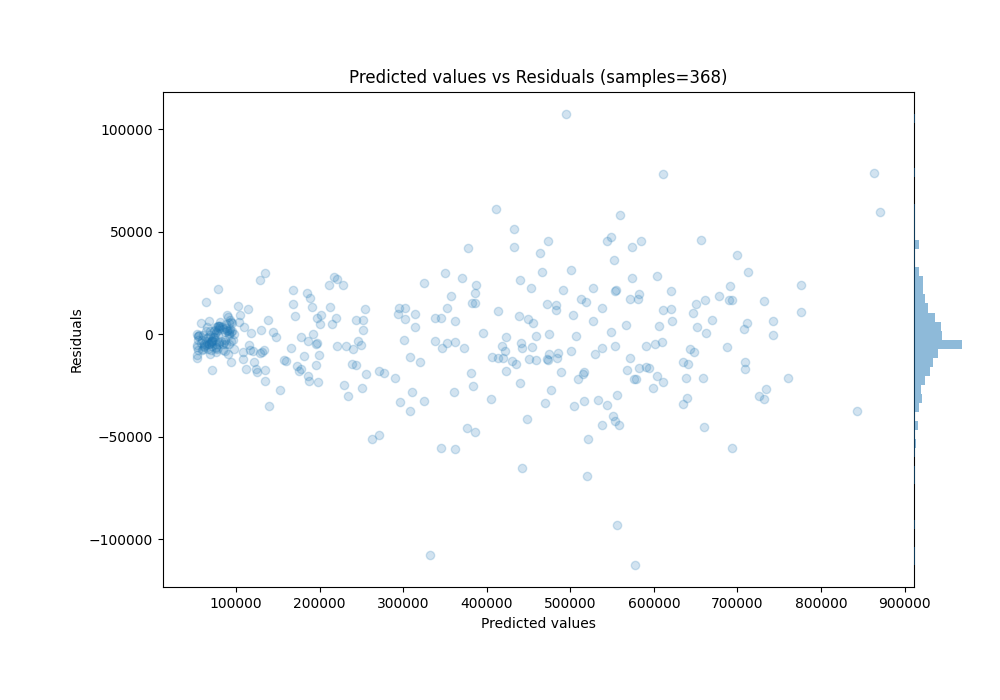 Predicted values vs Residuals (samples=368)
100000
50000
0
−50000
−100000
Residuals
100000 200000 300000 400000 500000 600000 700000 800000 900000
Predicted values